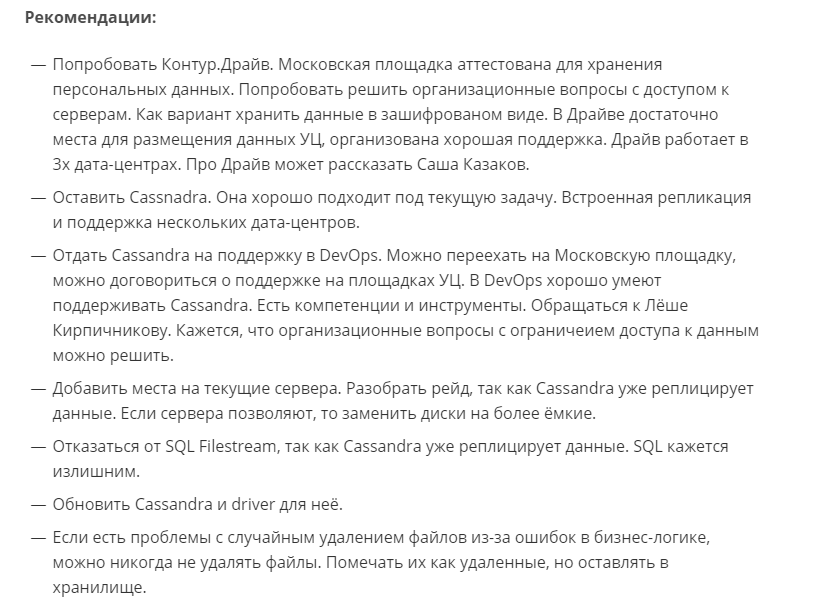 Рекомендации:
— Попробовать Контур.Драйв. Московская площадка аттестована для хранения
персональных данных. Попробовать решить организационные вопросы с доступом к
серверам. Как вариант хранить данные в зашифрованом виде. В Драйве достаточно
места для размещения данных УЦ, организована хорошая поддержка. Драйв работает в
3х дата-центрах. Про Драйв может рассказать Саша Казаков.
— Оставить Cassnadra. Она хорошо подходит под текущую задачу. Встроенная репликация
и поддержка нескольких дата-центров.
— Отдать Cassandra на поддержку в DevOps. Можно переехать на Московскую площадку,
можно договориться о поддержке на площадках УЦ. В DevOps хорошо умеют
поддерживать Cassandra. Есть компетенции и инструменты. Обращаться к Лёше
Кирпичникову. Кажется, что организационные вопросы с ограничеием доступа к данным
можно решить.
— Добавить места на текущие сервера. Разобрать рейд, так как Cassandra уже реплицирует
данные. Если сервера позволяют, то заменить диски на более ёмкие.
— Отказаться от SQL Filestream, так как Cassandra уже реплицирует данные. SQL кажется
излишним.
— Обновить Cassandra и driver для неё.
— Если есть проблемы с случайным удалением файлов из-за ошибок в бизнес-логике,
можно никогда не удалять файлы. Помечать их как удаленные, но оставлять в
хранилище.